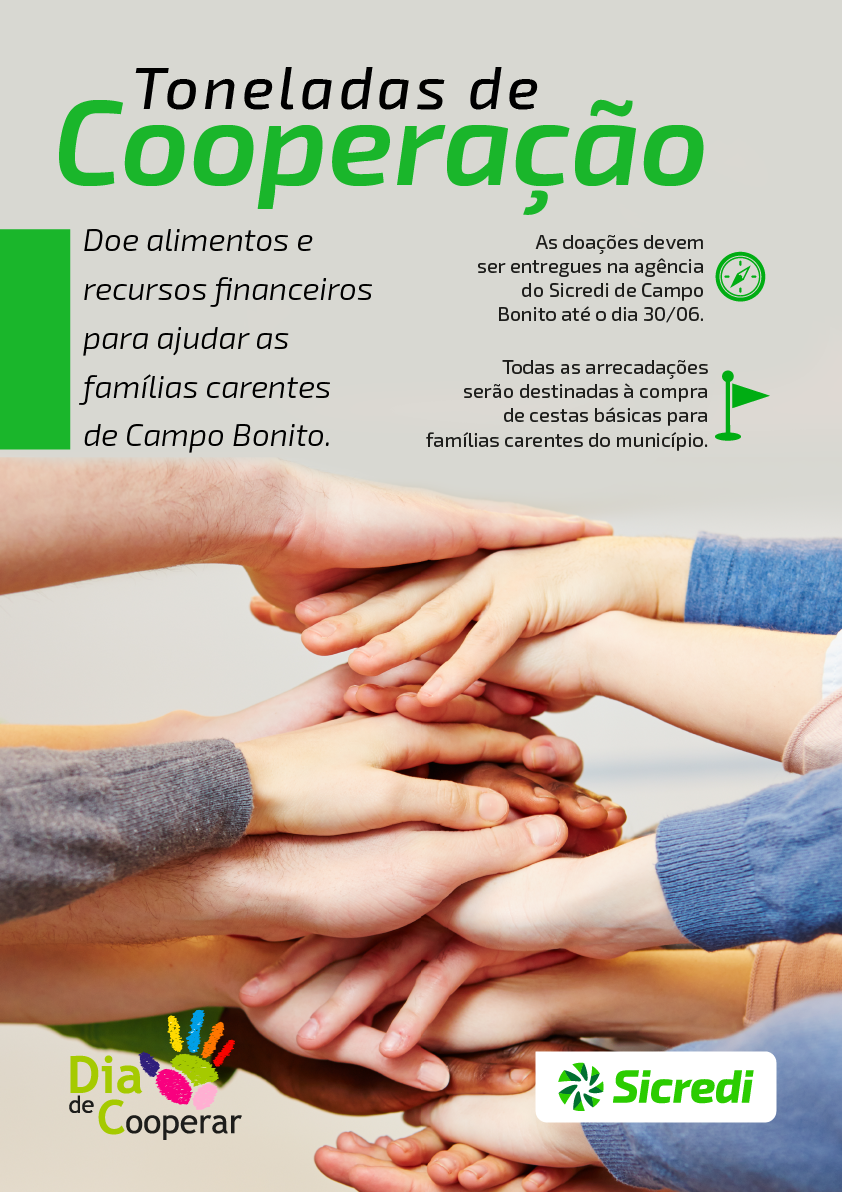 Toneladas de
Cooperação
Doe alimentos e
recursos financeiros
para ajudar as
famílias carentes
de Campo Bonito.
As doações devem
ser entregues na agência
do Sicredi de Campo
Bonito até o dia 30/06.
Todas as arrecadações
serão destinadas à compra
de cestas básicas para
famílias carentes do município.
Dia
de Cooperar
Sicredi